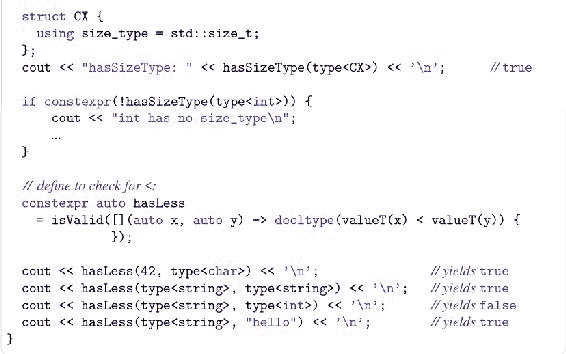 struct CX {
using size_type = std::size_t;
};
cout << "hasSizeType: " << hasSizeType(type<CX>) << '\n'; // true
if constexpr(!hasSizeType(type<int>)) {
cout << "int has no size_type\n";
...
}
// define to check for <:
constexpr auto hasLess
= isValid([](auto x, auto y) -> decltype(valueT(x) < valueT(y)) {
});
cout << hasLess(42, type<char>) << '\n'; // yields true
cout << hasLess(type<string>, type<string>) << '\n'; // yields true
cout << hasLess(type<string>, type<int>) << '\n'; // yields false
cout << hasLess(type<string>, "hello") << '\n'; // yields true
}